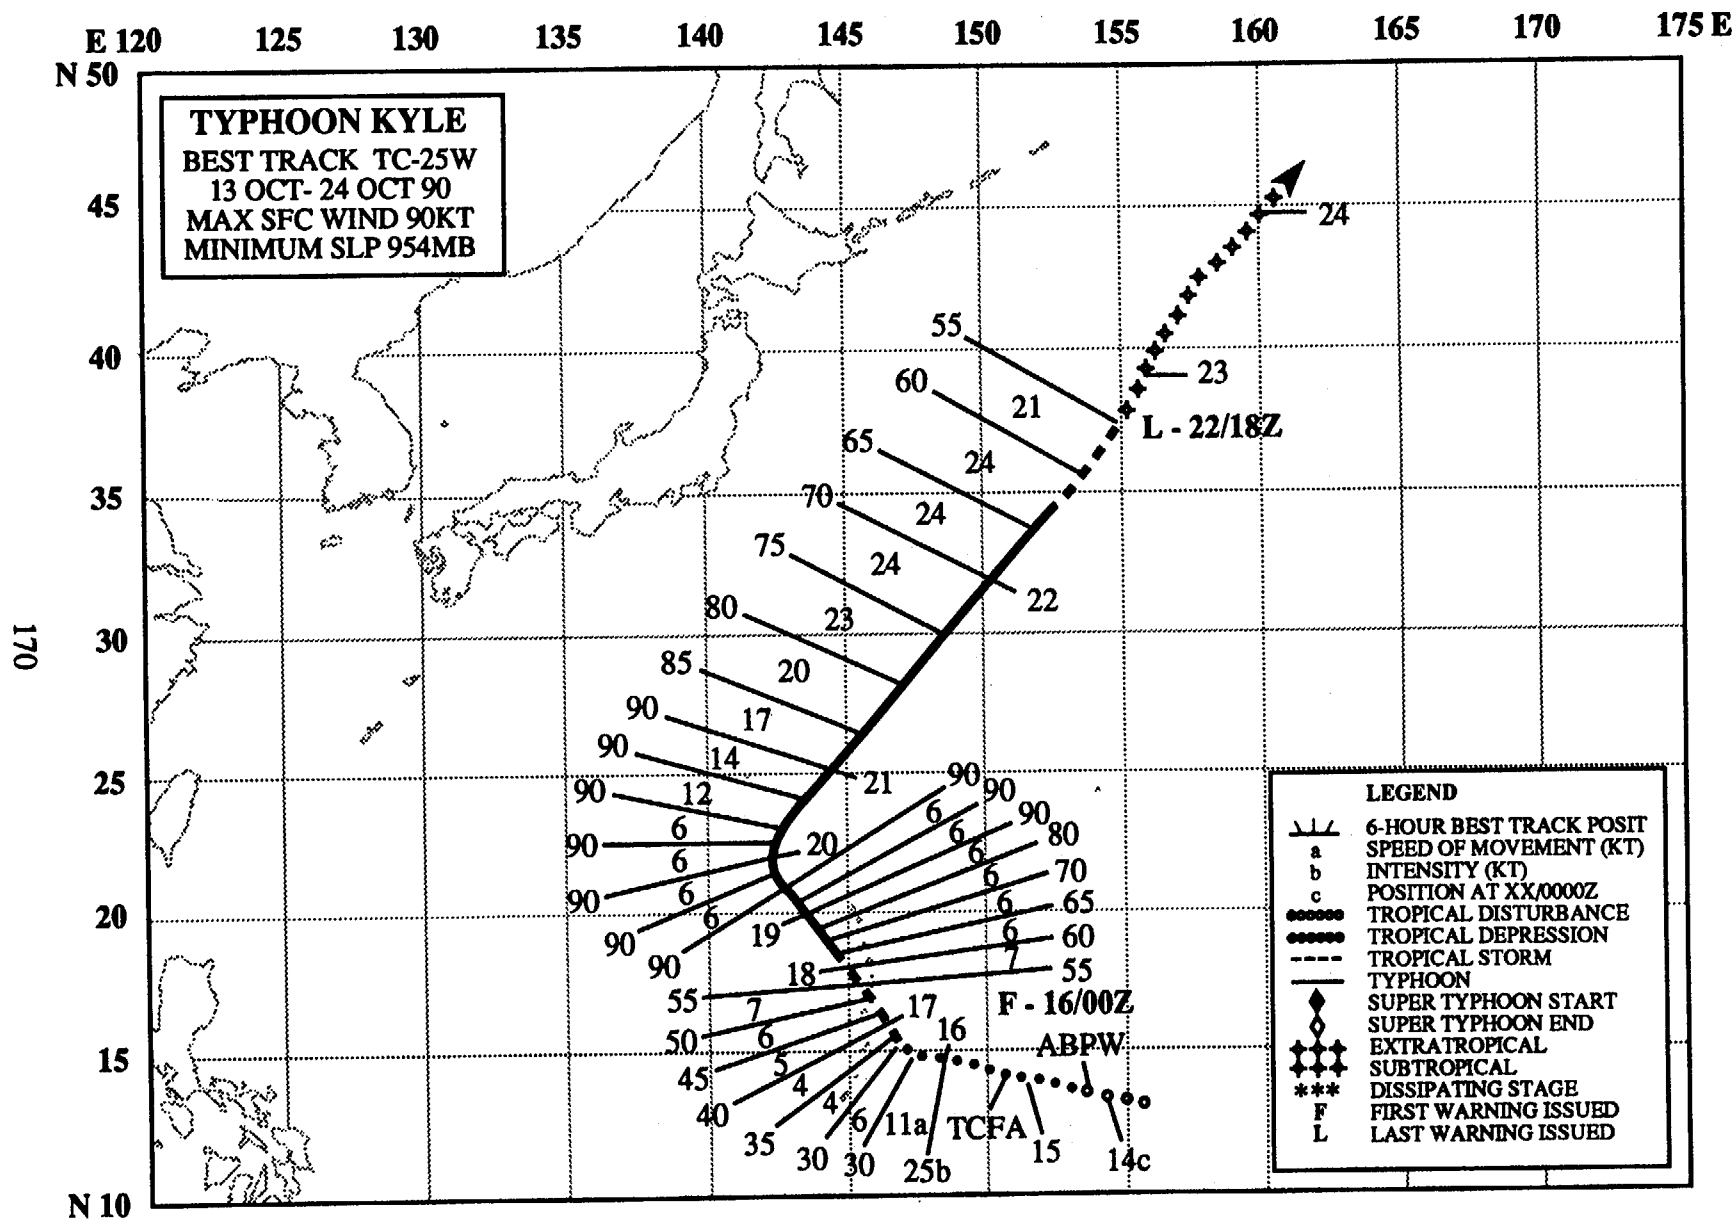 E 120 125 130 135 140 145 150 155 160 165 170 175 E
N 50
TYPHOON KYLE
BEST TRACK TC-25W
13 OCT- 24 OCT 90
MAX SFC WIND 90KT
MINIMUM SLP 954MB
45
24
40
55
23
60
21
L - 22/18Z
65
24
35
70
24
75
24
22
80
23
30
170
85
20
90
17
90
14
25
21
90
12
90
90
6
90
6
90
80
20
6
6
6
70
90
6
6
65
20
6
6
60
90
19
6
7
55
90
18
55
F - 16/00Z
7
17
50
6
16
ABPW
15
45
5
40
4
4
35
6
11a
TCFA
15
30
30
25b
14c
N 10
LEGEND
6-HOUR BEST TRACK POSIT
a SPEED OF MOVEMENT (KT)
b INTENSITY (KT)
c POSITION AT XX/0000Z
TROPICAL DISTURBANCE
TROPICAL DEPRESSION
TROPICAL STORM
TYPHOON
SUPER TYPHOON START
SUPER TYPHOON END
EXTRATROPICAL
SUBTROPICAL
*** DISSIPATING STAGE
F FIRST WARNING ISSUED
L LAST WARNING ISSUED